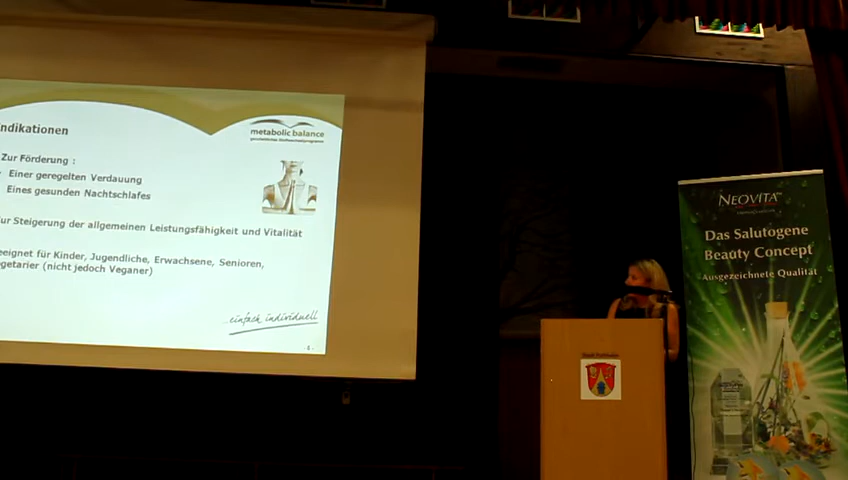 ndikationen
metabolic balance
Zur Förderung :
Einer geregelten Verdauung
Eines gesunden Nachtschlafes
ur Steigerung der allgemeinen Leistungsfähigkeit und Vitalität
eeignet für Kinder, Jugendliche, Erwachsene, Senioren,
getarier (nicht jedoch Veganer)
...einfach individuell
NEOVITA
Das Salutogene
Beauty Concept
Ausgezeichnete Qualität